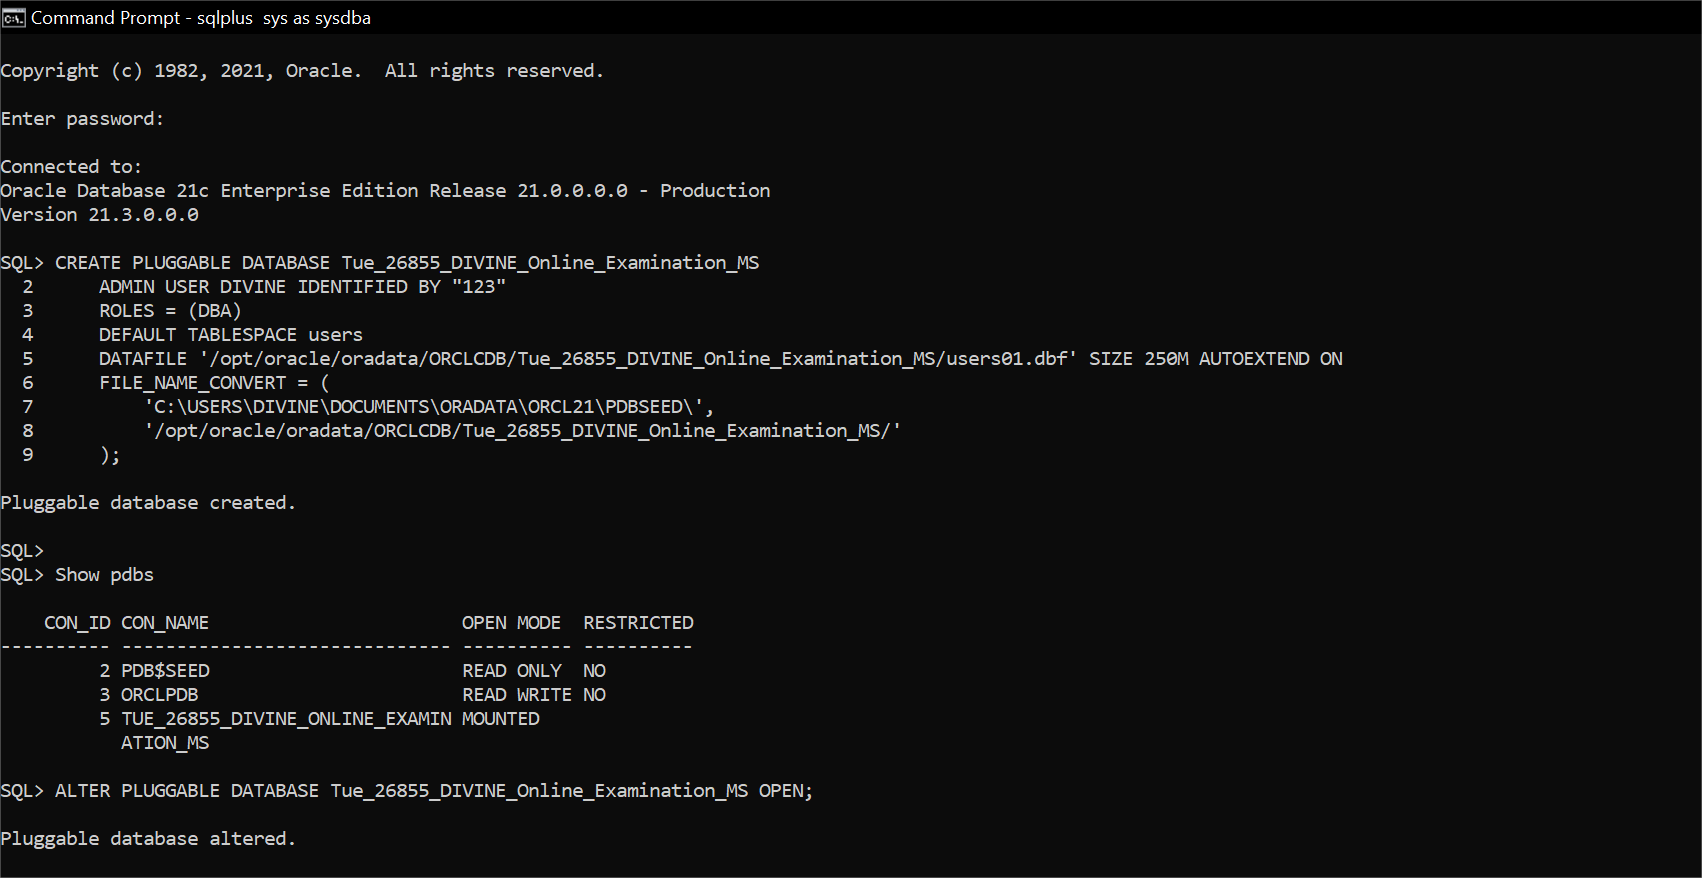 Command Prompt - sqlplus  sys as sysdba
Copyright (c) 1982, 2021, Oracle.  All rights reserved.
Enter password:
Connected to:
Oracle Database 21c Enterprise Edition Release 21.0.0.0.0 - Production
Version 21.3.0.0.0
SQL> CREATE PLUGGABLE DATABASE Tue_26855_DIVINE_Online_Examination_MS
  2      ADMIN USER DIVINE IDENTIFIED BY "123"
  3      ROLES = (DBA)
  4      DEFAULT TABLESPACE users
  5      DATAFILE '/opt/oracle/oradata/ORCLCDB/Tue_26855_DIVINE_Online_Examination_MS/users01.dbf' SIZE 250M AUTOEXTEND ON
  6      FILE_NAME_CONVERT = (
  7          'C:\USERS\DIVINE\DOCUMENTS\ORADATA\ORCL21\PDBSEED\',
  8          '/opt/oracle/oradata/ORCLCDB/Tue_26855_DIVINE_Online_Examination_MS/'
  9      );
Pluggable database created.
SQL>
SQL> Show pdbs
    CON_ID CON_NAME                       OPEN MODE  RESTRICTED
---------- ------------------------------ ---------- ----------
         2 PDB$SEED                       READ ONLY  NO
         3 ORCLPDB                        READ WRITE NO
         5 TUE_26855_DIVINE_ONLINE_EXAMIN MOUNTED
           ATION_MS
SQL> ALTER PLUGGABLE DATABASE Tue_26855_DIVINE_Online_Examination_MS OPEN;
Pluggable database altered.